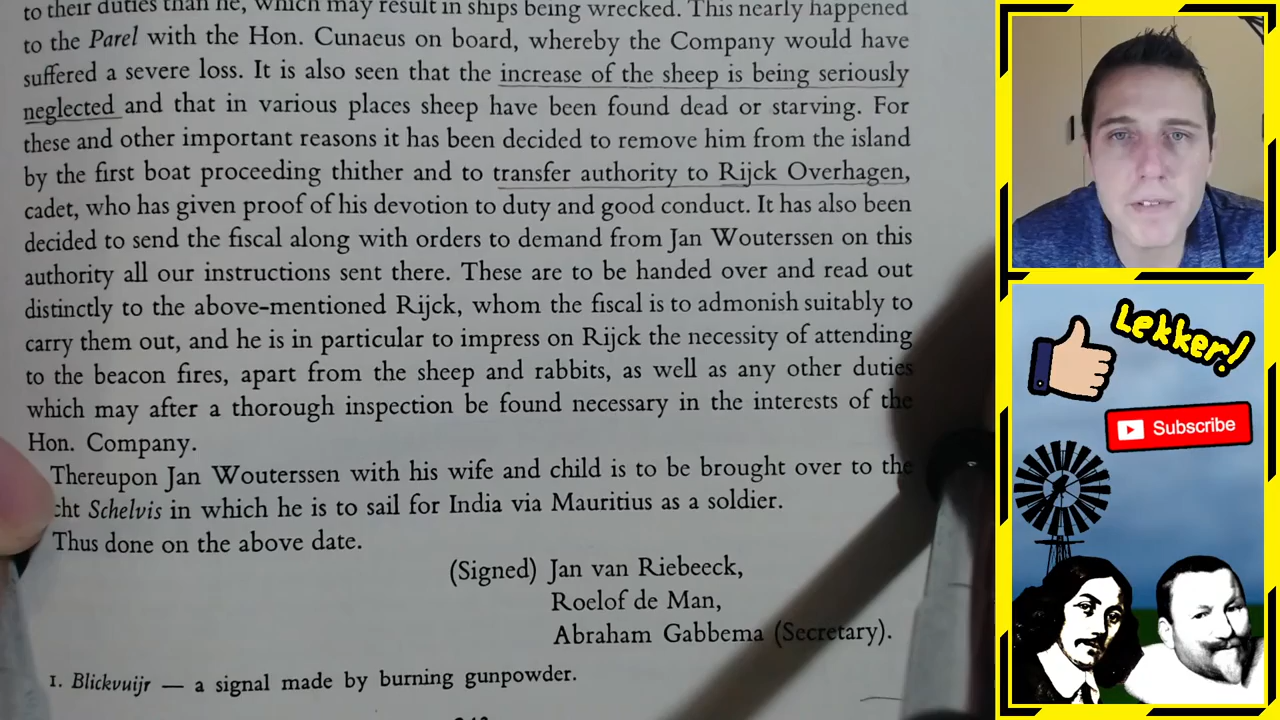 to their duties than he, which may result in ships being wrecked. This nearly happened
to the Parel with the Hon. Cunaeus on board, whereby the Company would have
suffered a severe loss. It is also seen that the increase of the sheep is being seriously
neglected and that in various places sheep have been found dead or starving. For
these and other important reasons it has been decided to remove him from the island
by the first boat proceeding thither and to transfer authority to Rijck Overhagen,
cadet, who has given proof of his devotion to duty and good conduct. It has also been
decided to send the fiscal along with orders to demand from Jan Wouterssen on this
authority all our instructions sent there. These are to be handed over and read out
distinctly to the above-mentioned Rijck, whom the fiscal is to admonish suitably to
carry them out, and he is in particular to impress on Rijck the necessity of attending
to the beacon fires, apart from the sheep and rabbits, as well as any other duties
which may after a thorough inspection be found necessary in the interests of the
Hon. Company.
Thereupon Jan Wouterssen with his wife and child is to be brought over to the
cht Schelvis in which he is to sail for India via Mauritius as a soldier.
Thus done on the above date.
(Signed) Jan van Riebeeck,
Roelof de Man,
Abraham Gabbema (Secretary).
1. Blickvuijr — a signal made by burning gunpowder.
Lekker!
Subscribe